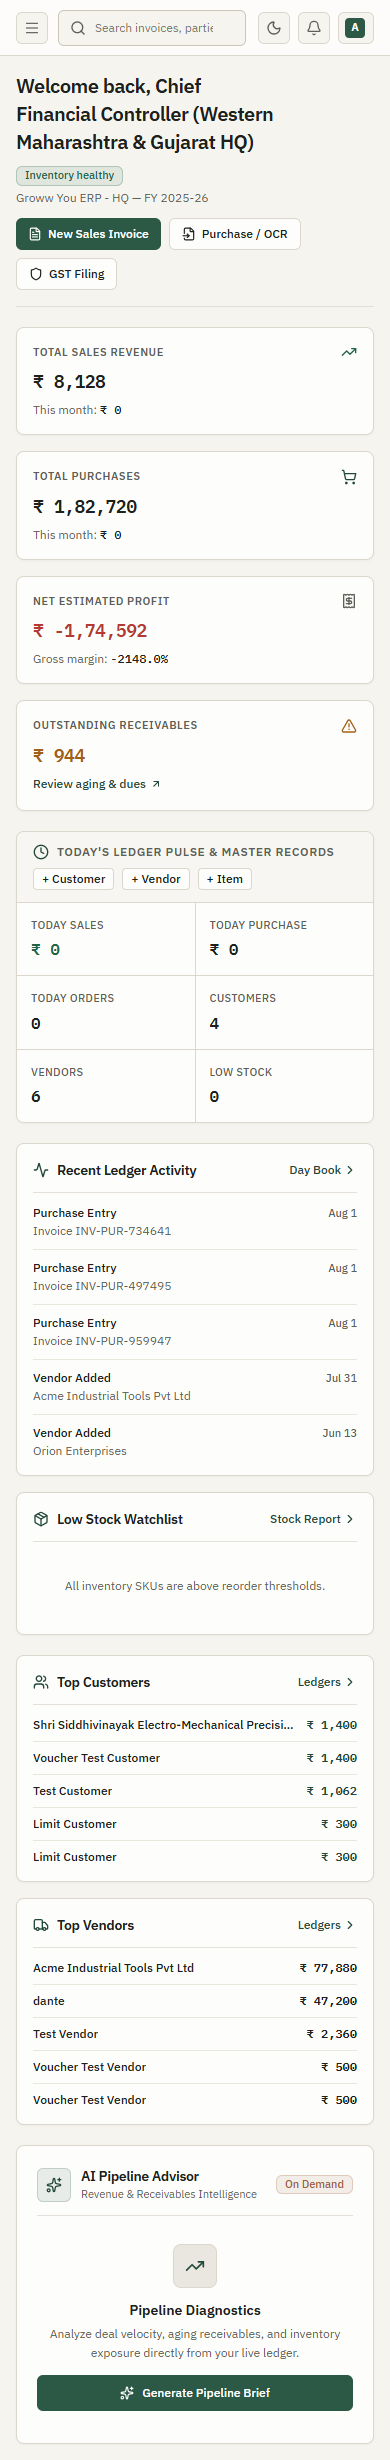 Search invoices, partie
A
Welcome back, Chief
Financial Controller (Western
Maharashtra & Gujarat HQ)
Inventory healthy
Groww You ERP - HQ — FY 2025-26
New Sales Invoice
Purchase / OCR
GST Filing
TOTAL SALES REVENUE
₹ 8,128
This month: ₹ 0
TOTAL PURCHASES
₹ 1,82,720
This month: ₹ 0
NET ESTIMATED PROFIT
₹ -1,74,592
Gross margin: -2148.0%
OUTSTANDING RECEIVABLES
₹ 944
Review aging & dues ↗
TODAY'S LEDGER PULSE & MASTER RECORDS
+ Customer
+ Vendor
+ Item
TODAY SALES
₹ 0
TODAY PURCHASE
₹ 0
TODAY ORDERS
0
CUSTOMERS
4
VENDORS
6
LOW STOCK
0
Recent Ledger Activity
Day Book
Purchase Entry
Aug 1
Invoice INV-PUR-734641
Purchase Entry
Aug 1
Invoice INV-PUR-497495
Purchase Entry
Aug 1
Invoice INV-PUR-959947
Vendor Added
Jul 31
Acme Industrial Tools Pvt Ltd
Vendor Added
Jun 13
Orion Enterprises
Low Stock Watchlist
Stock Report
All inventory SKUs are above reorder thresholds.
Top Customers
Ledgers
Shri Siddhivinayak Electro-Mechanical Precisi... ₹ 1,400
Voucher Test Customer ₹ 1,400
Test Customer ₹ 1,062
Limit Customer ₹ 300
Limit Customer ₹ 300
Top Vendors
Ledgers
Acme Industrial Tools Pvt Ltd ₹ 77,880
dante ₹ 47,200
Test Vendor ₹ 2,360
Voucher Test Vendor ₹ 500
Voucher Test Vendor ₹ 500
AI Pipeline Advisor
Revenue & Receivables Intelligence
On Demand
Pipeline Diagnostics
Analyze deal velocity, aging receivables, and inventory
exposure directly from your live ledger.
Generate Pipeline Brief